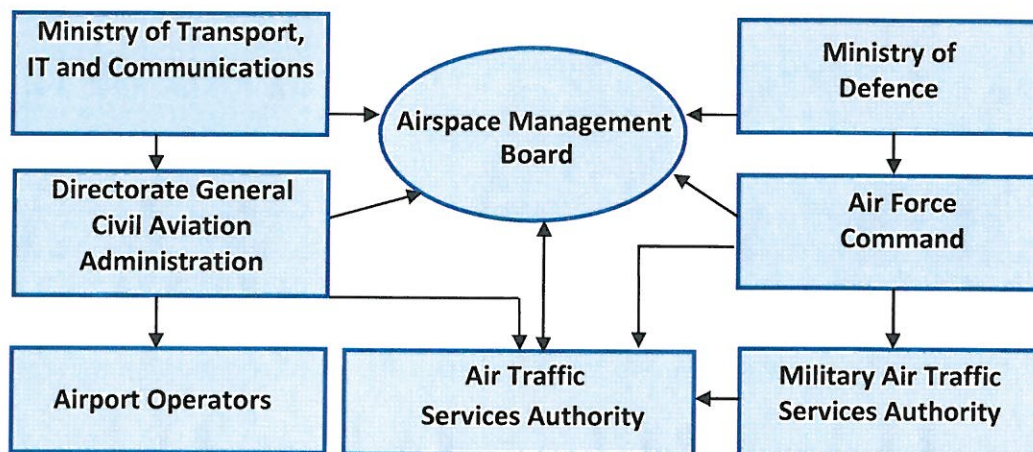 Ministry of Transport,
IT and Communications
Ministry of
Defence
Airspace Management
Board
Directorate General
Civil Aviation
Administration
Air Force
Command
Airport Operators
Air Traffic
Services Authority
Military Air Traffic
Services Authority